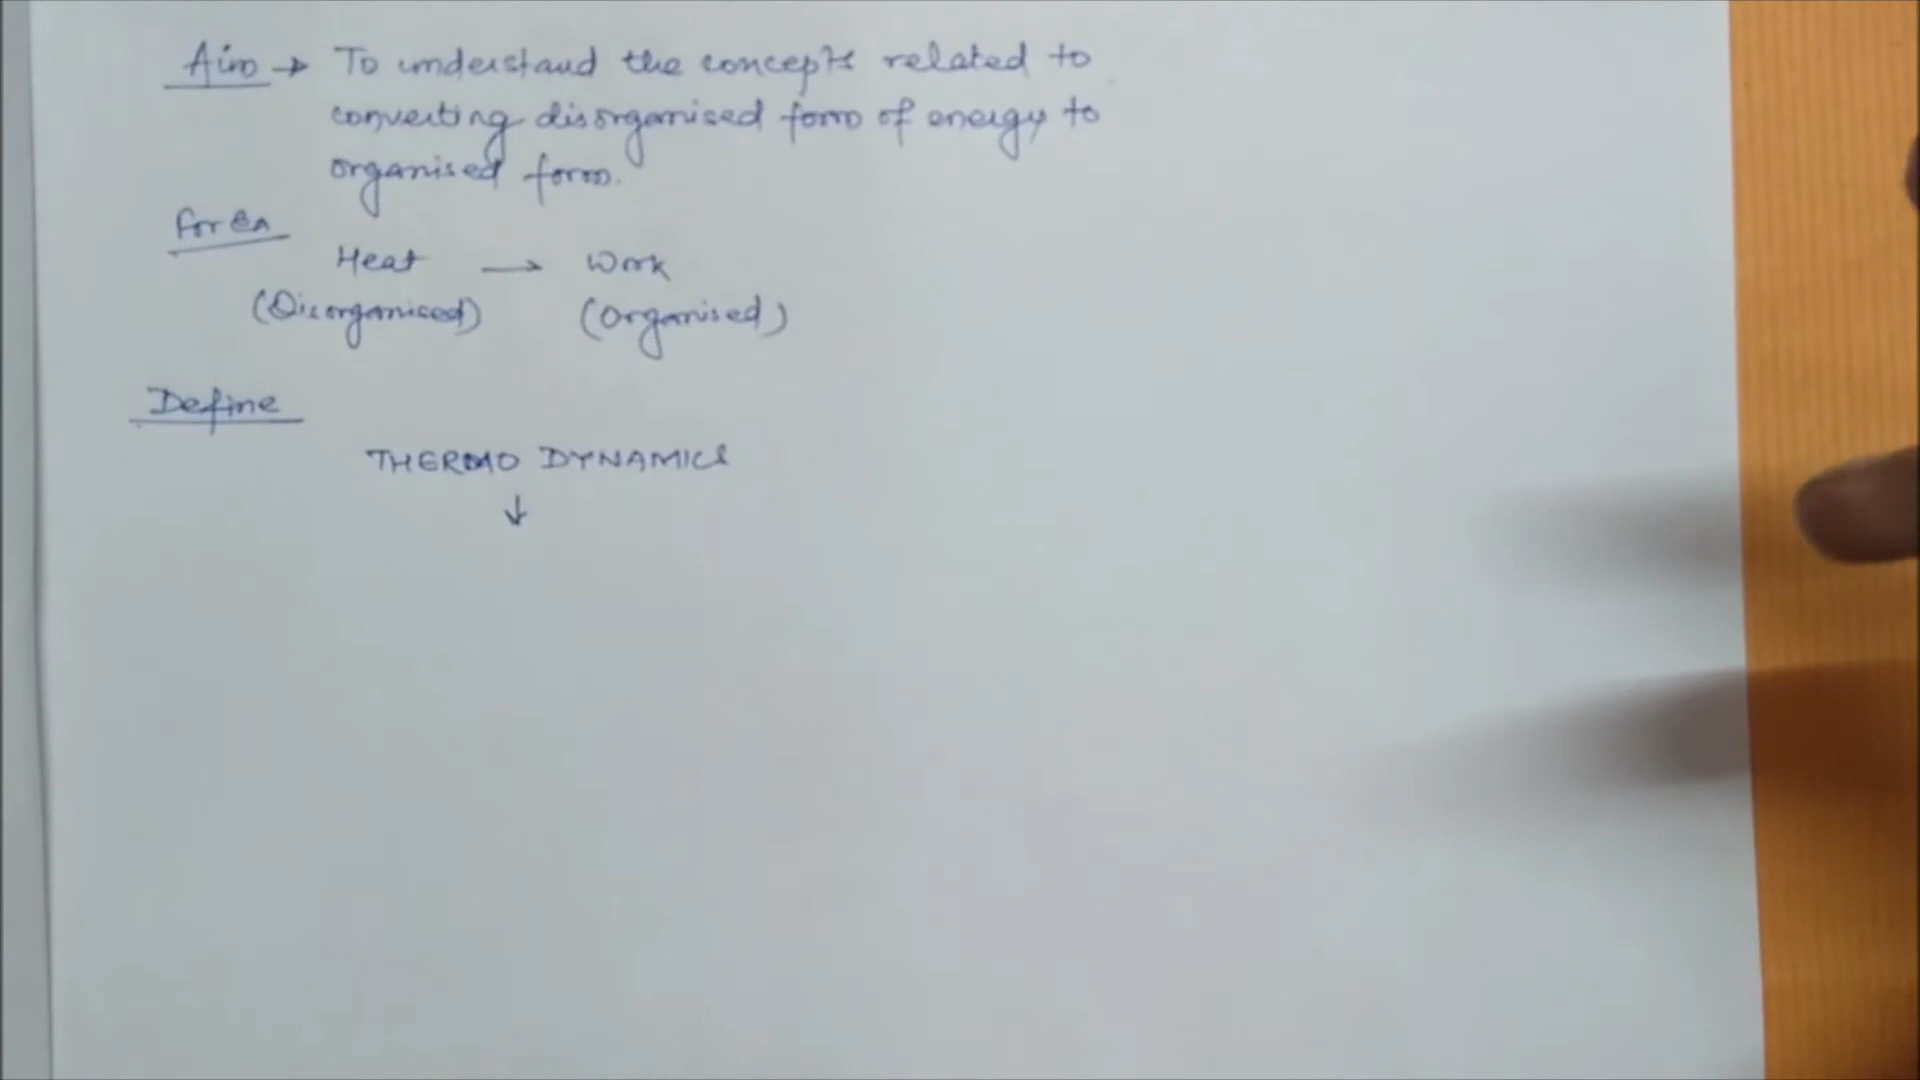 Aim → To understand the concepts related to
converting disorganised form of energy to
organised form.
For Ex
Heat → Work
(Disorganised) (Organised)
Define
THERMO DYNAMICS
↓